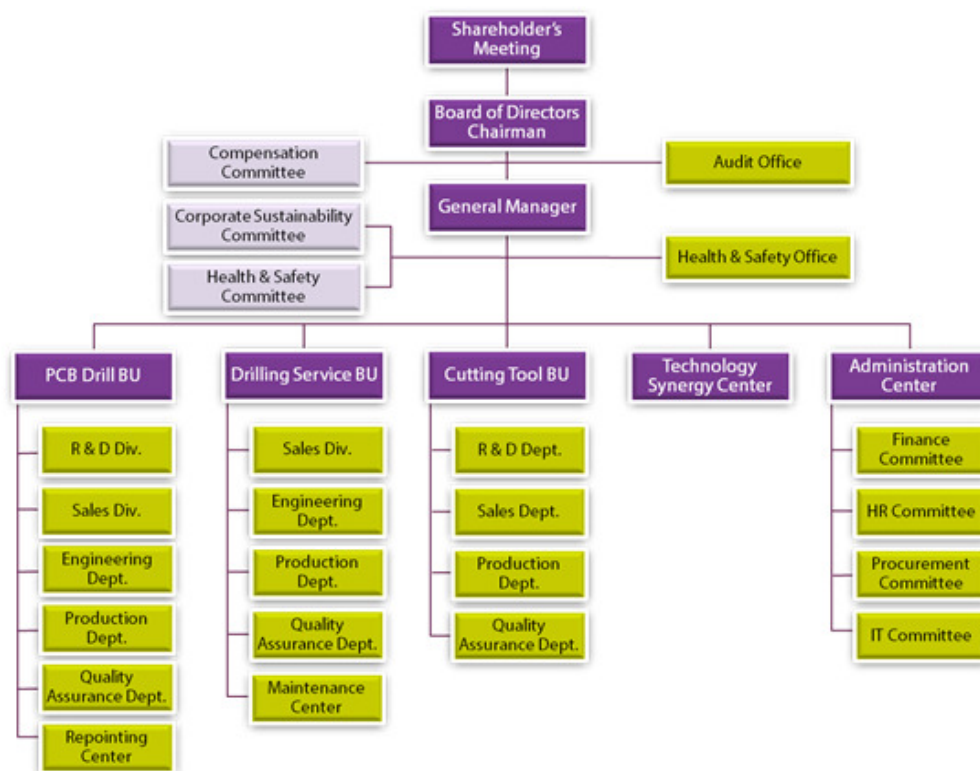 Shareholder's
Meeting
Board of Directors
Chairman
Compensation
Committee
Audit Office
General Manager
Corporate Sustainability
Committee
Health & Safety Office
Health & Safety
Committee
PCB Drill BU
Drilling Service BU
Cutting Tool BU
Technology
Synergy Center
Administration
Center
R & D Div.
Sales Div.
Engineering
Dept.
Production
Dept.
Quality
Assurance Dept.
Repointing
Center
Sales Div.
Engineering
Dept.
Production
Dept.
Quality
Assurance Dept.
Maintenance
Center
R & D Dept.
Sales Dept.
Production
Dept.
Quality
Assurance Dept.
Finance
Committee
HR Committee
Procurement
Committee
IT Committee